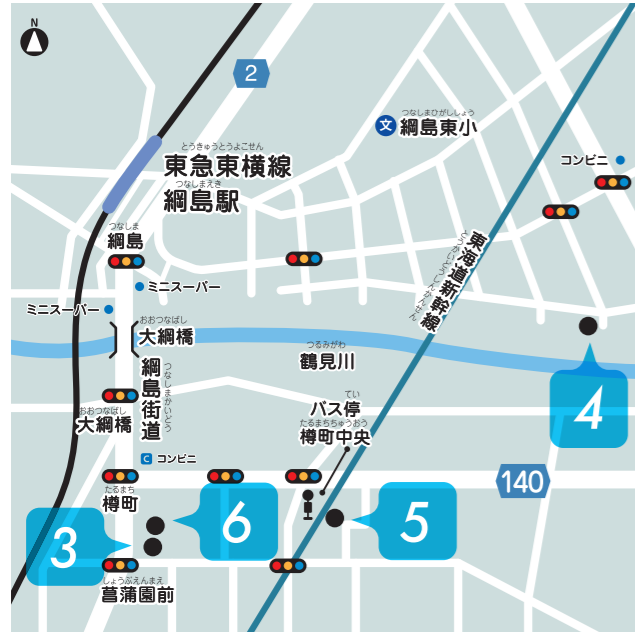 N
2
つなしまひがししょう
文 綱島東小
コンビニ
とうきゅうとうよこせん
東急東横線
つなしまえき
綱島駅
つなしま
綱島
ミニスーパー
ミニスーパー
おおつなばし
大綱橋
東海道新幹線
とうかいどうしんかんせん
つるみがわ
鶴見川
綱島街道
つなしまかいどう
おおつなばし
大綱橋
てい
バス停
たるまちちゅうおう
樽町中央
4
C コンビニ
たるまち
樽町
140
3
6
5
しょうぶえんまえ
菖蒲園前